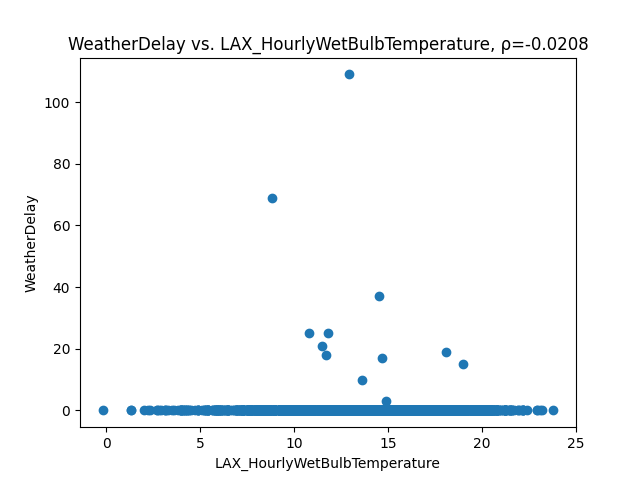 WeatherDelay vs. LAX_HourlyWetBulbTemperature, ρ=-0.0208
100
80
60
40
20
0
WeatherDelay
0 5 10 15 20 25
LAX_HourlyWetBulbTemperature